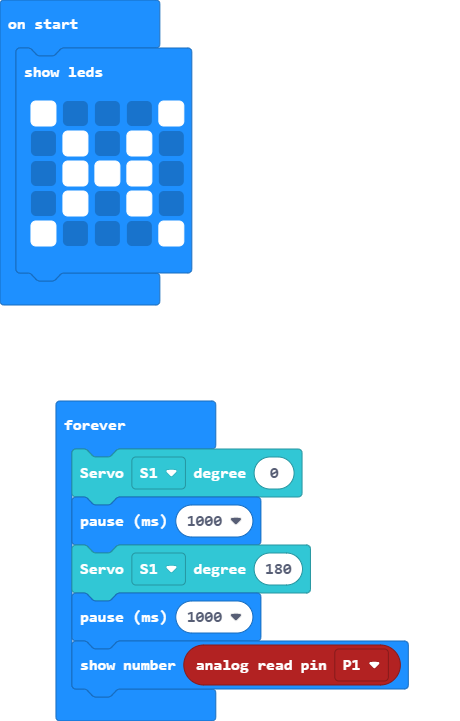 on start
show leds
forever
Servo S1 degree 0
pause (ms) 1000
Servo S1 degree 180
pause (ms) 1000
show number analog read pin P1